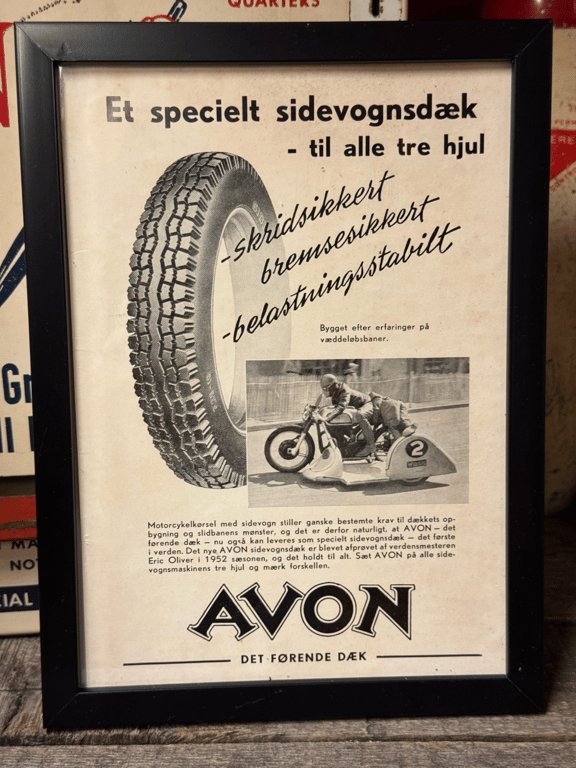 QUARTERS
Et specielt sidevognsdæk
- til alle tre hjul
-skridsikkert
bremsesikkert
-belastningsstabilt
Bygget efter erfaringer på
væddeløbsbaner.
2
Motorcykelkørsel med sidevogn stiller ganske bestemte krav til dækkets op-
bygning og slidbanens mønster, og det er derfor naturligt, at AVON – det
førende dæk – nu også kan leveres som specielt sidevognsdæk – det første
i verden. Det nye AVON sidevognsdæk er blevet afprøvet af verdensmesteren
Eric Oliver i 1952 sæsonen, og det holdt til alt. Sæt AVON på alle side-
vognsmaskinens tre hjul og mærk forskellen.
AVON
DET FØRENDE DÆK